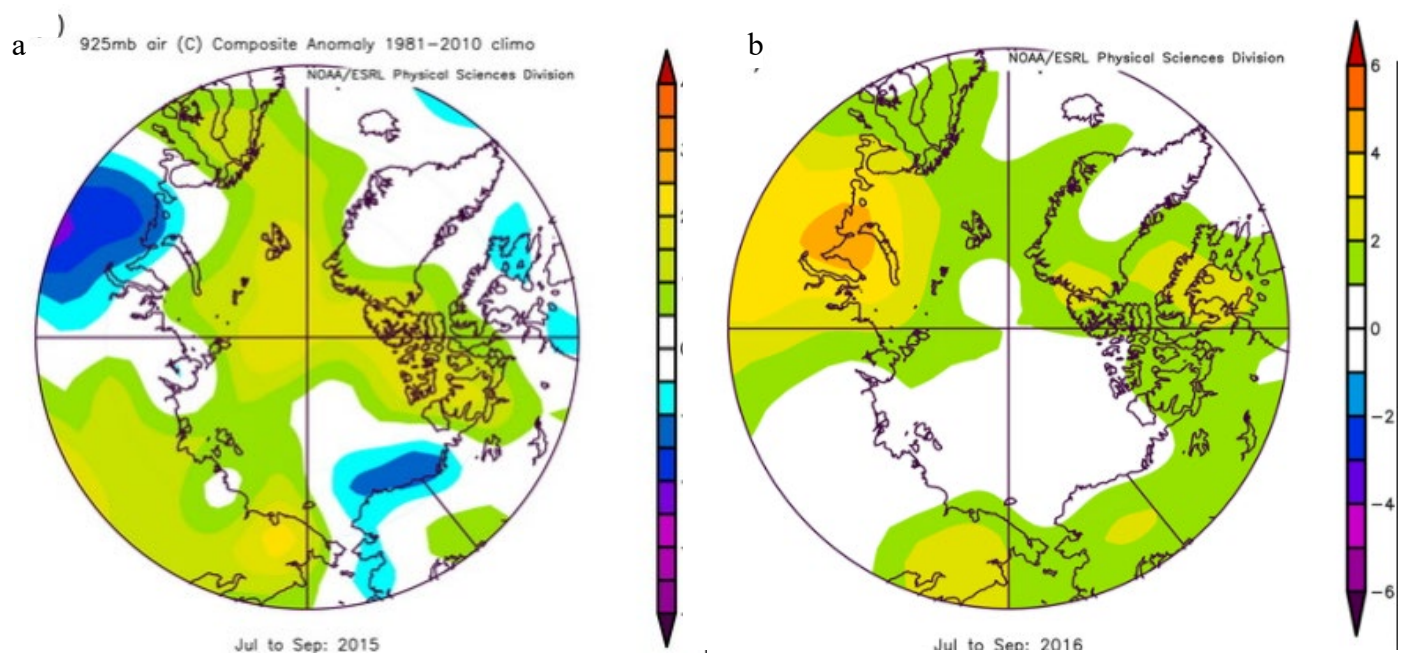 )
a
925mb air (C) Composite Anomaly 1981-2010 climo
NOAA/ESRL Physical Sciences Division
Jul to Sep: 2015
b
NOAA/ESRL Physical Sciences Division
6
4
2
0
-2
-4
-6
Jul to Sep: 2016